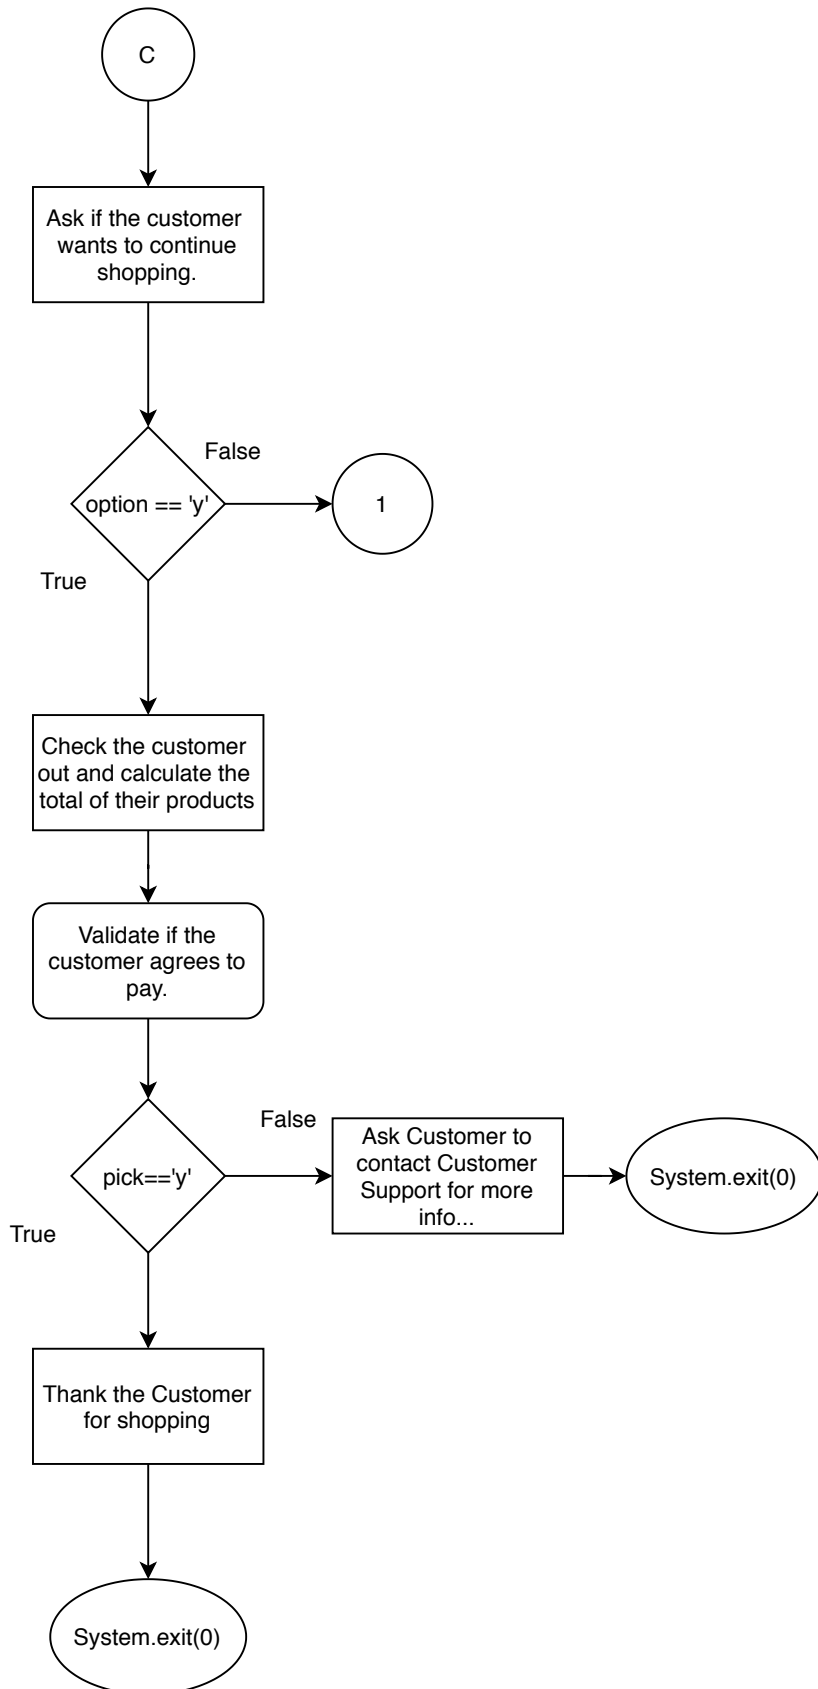 C
Ask if the customer
wants to continue
shopping.
False
option == 'y'
1
True
Check the customer
out and calculate the
total of their products
Validate if the
customer agrees to
pay.
False
pick=='y'
Ask Customer to
contact Customer
Support for more
info...
System.exit(0)
True
Thank the Customer
for shopping
System.exit(0)